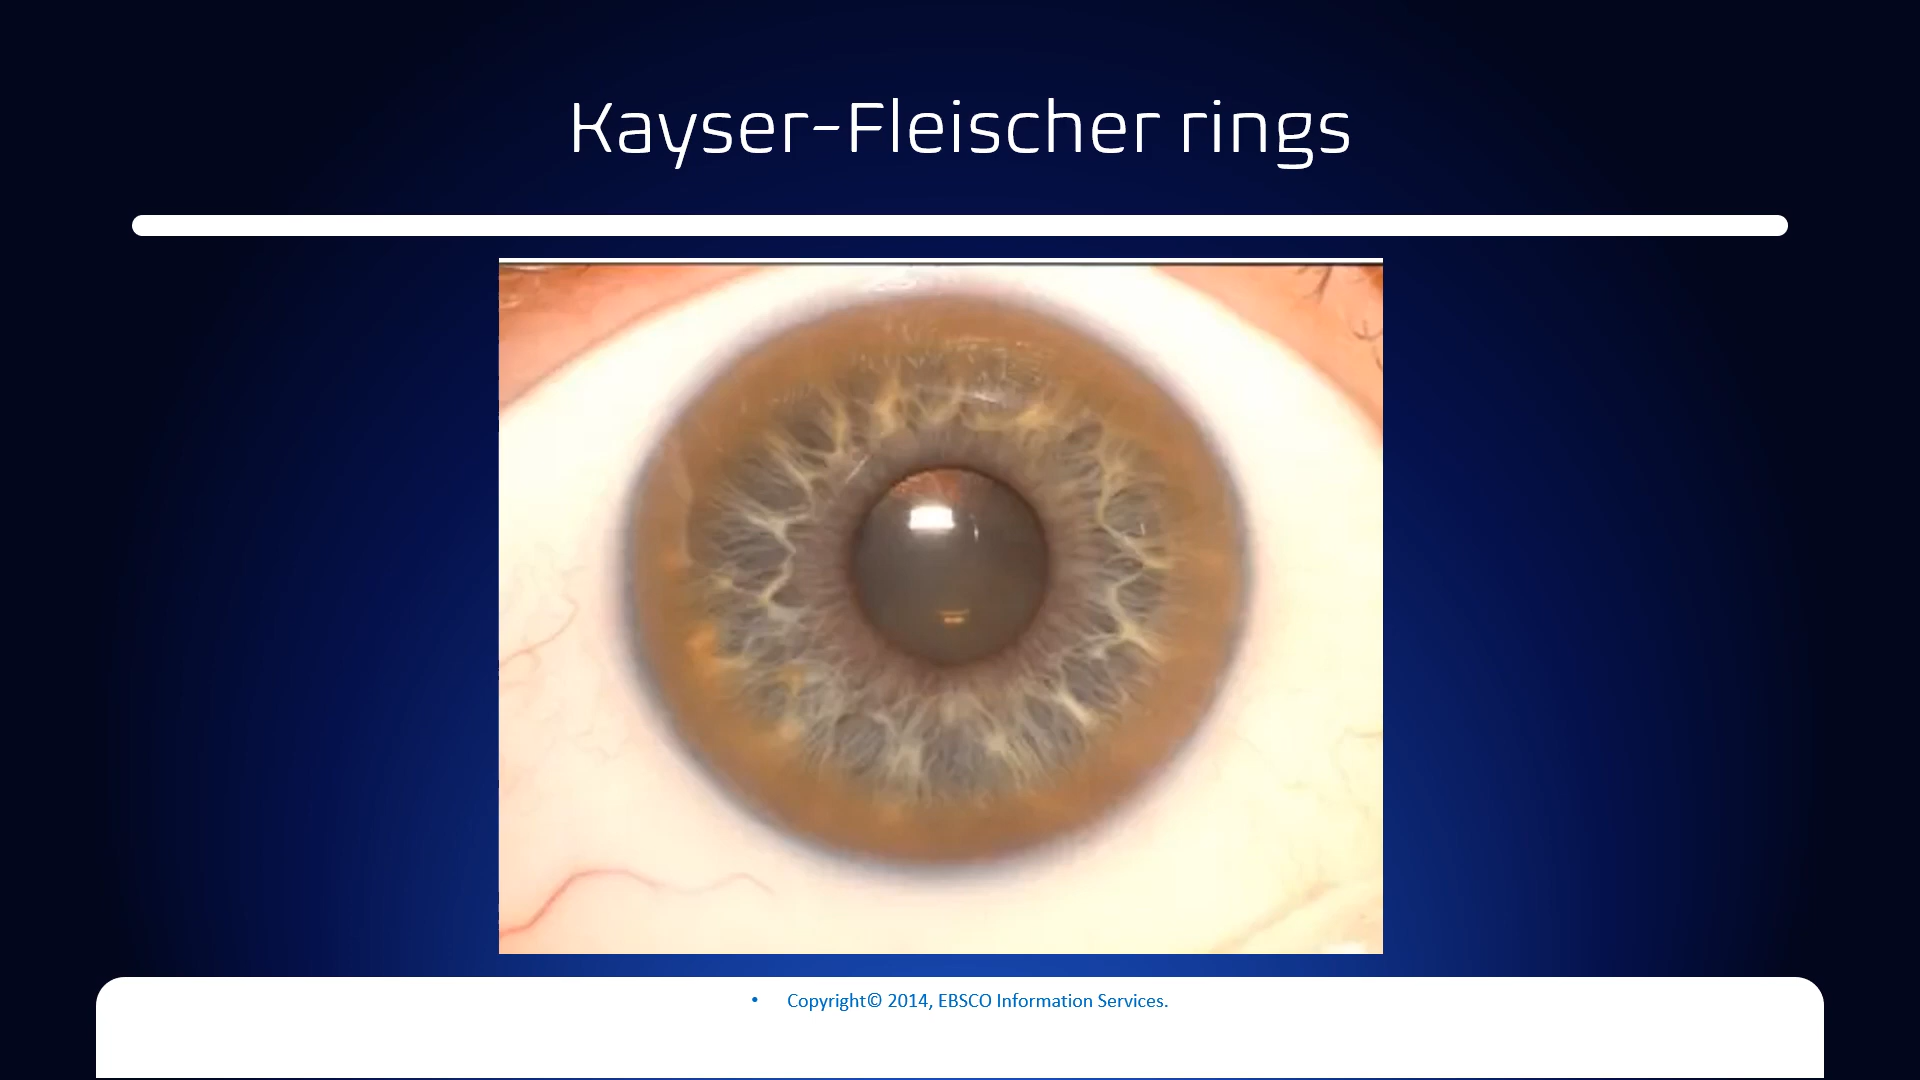 Kayser-Fleischer rings
• Copyright© 2014, EBSCO Information Services.